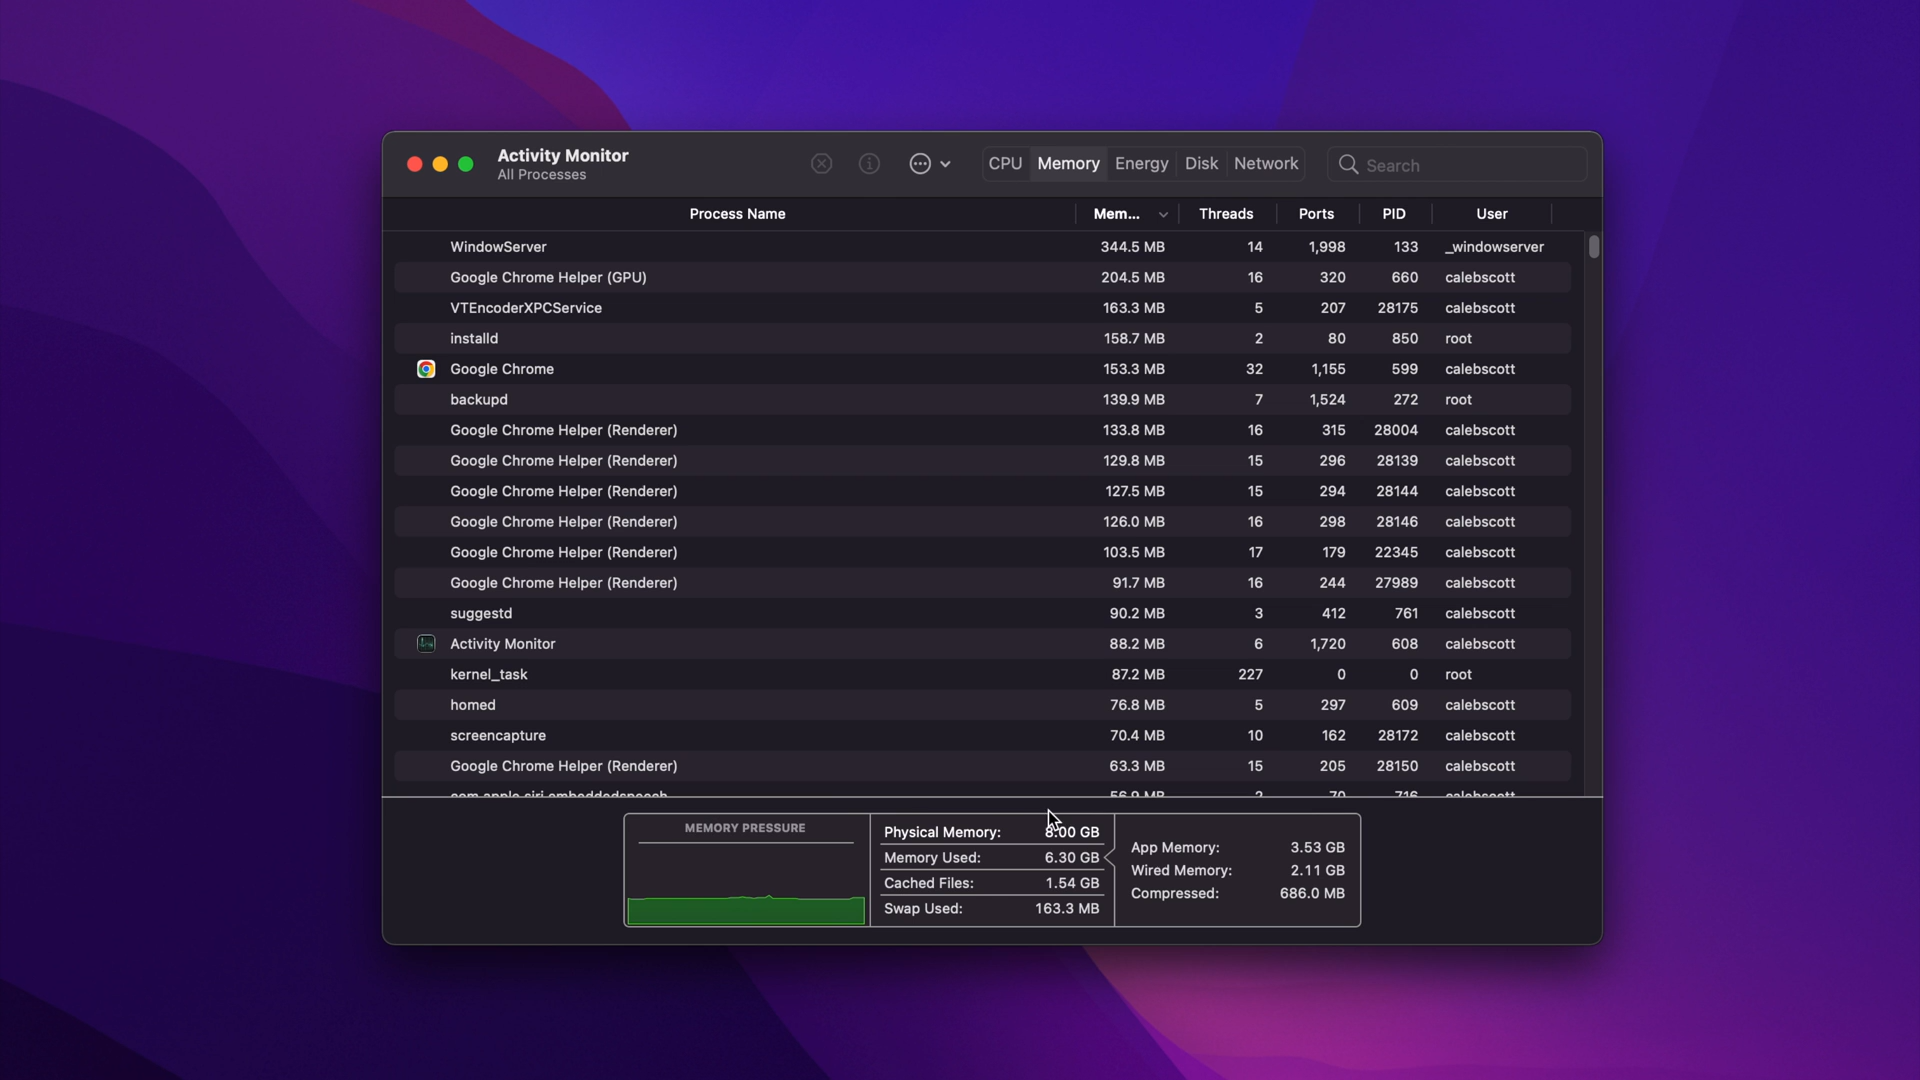 Activity Monitor
All Processes
CPU Memory Energy Disk Network Search
Process Name Mem... Threads Ports PID User
WindowServer 344.5 MB 14 1,998 133 _windowserver
Google Chrome Helper (GPU) 204.5 MB 16 320 660 calebscott
VTEncoderXPCService 163.3 MB 5 207 28175 calebscott
installd 158.7 MB 2 80 850 root
Google Chrome 153.3 MB 32 1,155 599 calebscott
backupd 139.9 MB 7 1,524 272 root
Google Chrome Helper (Renderer) 133.8 MB 16 315 28004 calebscott
Google Chrome Helper (Renderer) 129.8 MB 15 296 28139 calebscott
Google Chrome Helper (Renderer) 127.5 MB 15 294 28144 calebscott
Google Chrome Helper (Renderer) 126.0 MB 16 298 28146 calebscott
Google Chrome Helper (Renderer) 103.5 MB 17 179 22345 calebscott
Google Chrome Helper (Renderer) 91.7 MB 16 244 27989 calebscott
suggestd 90.2 MB 3 412 761 calebscott
Activity Monitor 88.2 MB 6 1,720 608 calebscott
kernel_task 87.2 MB 227 0 0 root
homed 76.8 MB 5 297 609 calebscott
screencapture 70.4 MB 10 162 28172 calebscott
Google Chrome Helper (Renderer) 63.3 MB 15 205 28150 calebscott
com.apple.siri.embeddedspeech 56.9 MB 2 70 716 calebscott
MEMORY PRESSURE
Physical Memory: 8.00 GB
Memory Used: 6.30 GB
Cached Files: 1.54 GB
Swap Used: 163.3 MB
App Memory: 3.53 GB
Wired Memory: 2.11 GB
Compressed: 686.0 MB